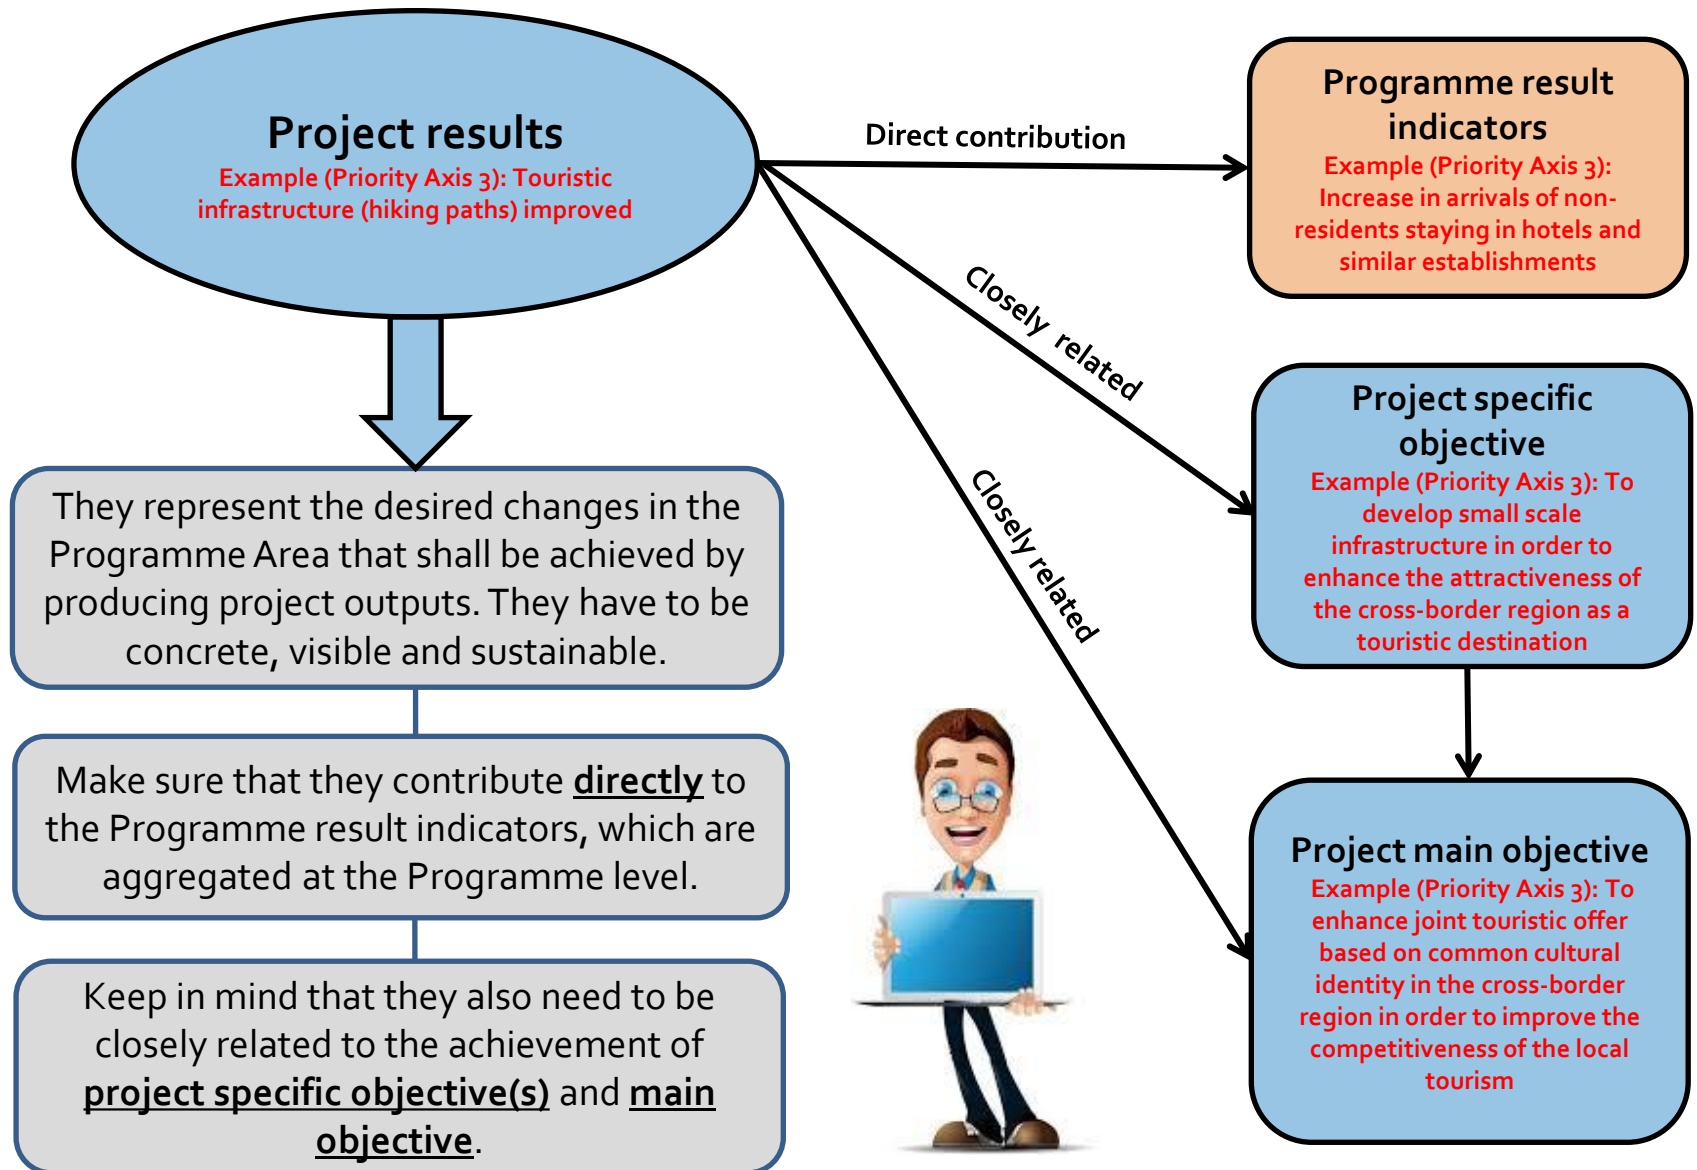 Project results
Example (Priority Axis 3): Touristic
infrastructure (hiking paths) improved
Direct contribution
Closely related
Closely related
Programme result
indicators
Example (Priority Axis 3):
Increase in arrivals of non-
residents staying in hotels and
similar establishments
Project specific
objective
Example (Priority Axis 3): To
develop small scale
infrastructure in order to
enhance the attractiveness of
the cross-border region as a
touristic destination
Project main objective
Example (Priority Axis 3): To
enhance joint touristic offer
based on common cultural
identity in the cross-border
region in order to improve the
competitiveness of the local
tourism
They represent the desired changes in the
Programme Area that shall be achieved by
producing project outputs. They have to be
concrete, visible and sustainable.
Make sure that they contribute directly to
the Programme result indicators, which are
aggregated at the Programme level.
Keep in mind that they also need to be
closely related to the achievement of
project specific objective(s) and main
objective.